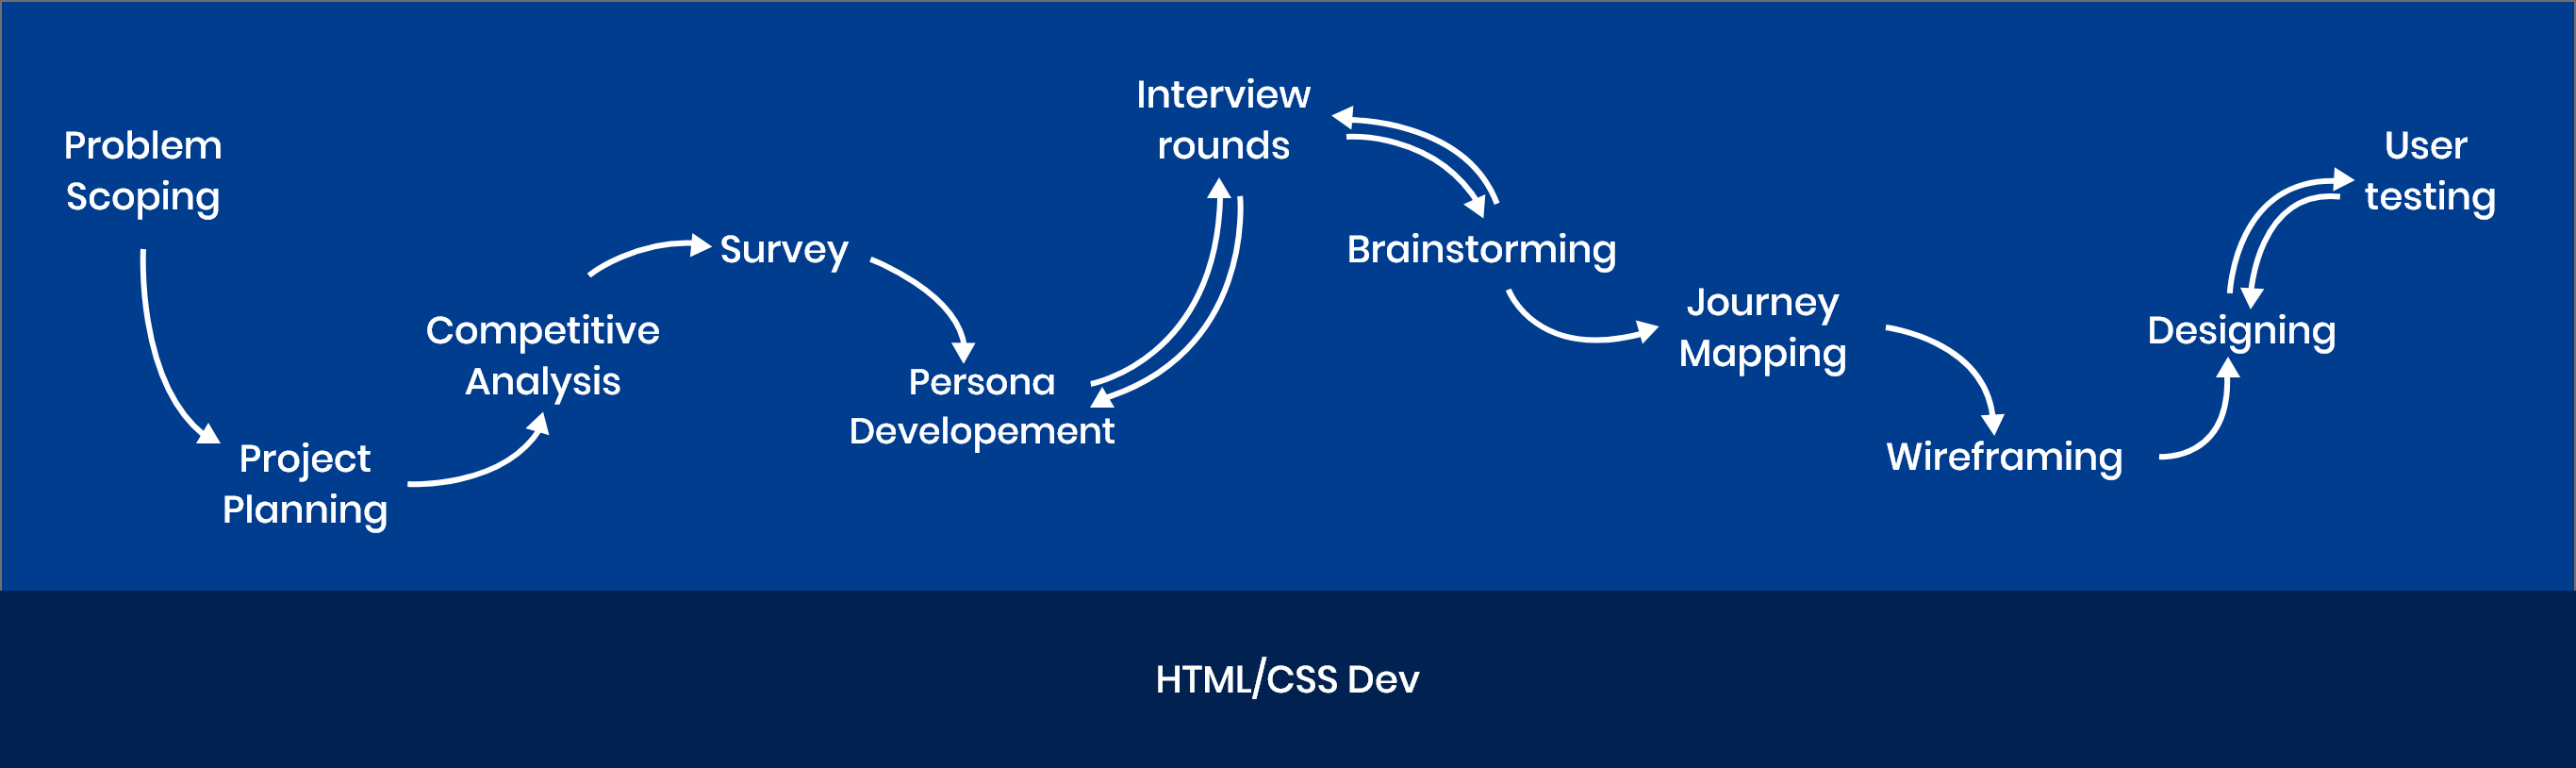 Problem
Scoping
Project
Planning
Competitive
Analysis
Survey
Persona
Developement
Interview
rounds
Brainstorming
Journey
Mapping
Wireframing
Designing
User
testing
HTML/CSS Dev